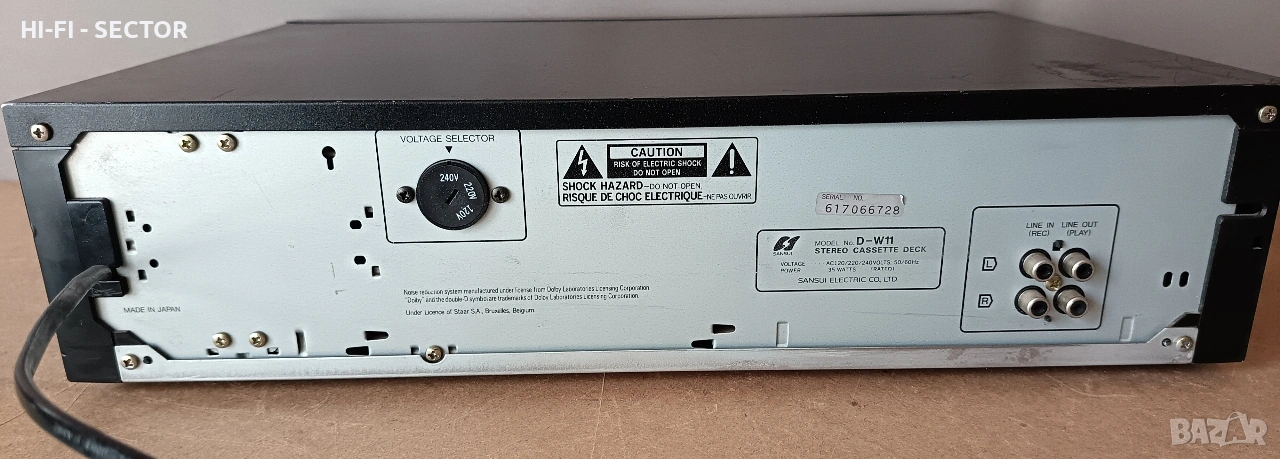 HI-FI - SECTOR
VOLTAGE SELECTOR
240V
220V
120V
CAUTION
RISK OF ELECTRIC SHOCK
DO NOT OPEN
SHOCK HAZARD-DO NOT OPEN.
RISQUE DE CHOC ELECTRIQUE-NE PAS OUVRIR.
SERIAL NO.
617066728
SANSUI
MODEL No. D-W11
STEREO CASSETTE DECK
VOLTAGE AC120/220/240VOLTS 50/60Hz
POWER 35 WATTS (RATED)
SANSUI ELECTRIC CO., LTD.
LINE IN LINE OUT
(REC) (PLAY)
L
R
Noise reduction system manufactured under license from Dolby Laboratories Licensing Corporation.
"Dolby" and the double-D symbol are trademarks of Dolby Laboratories Licensing Corporation.
Under Licence of Staar S.A., Bruxelles, Belgium.
MADE IN JAPAN
BAZAR